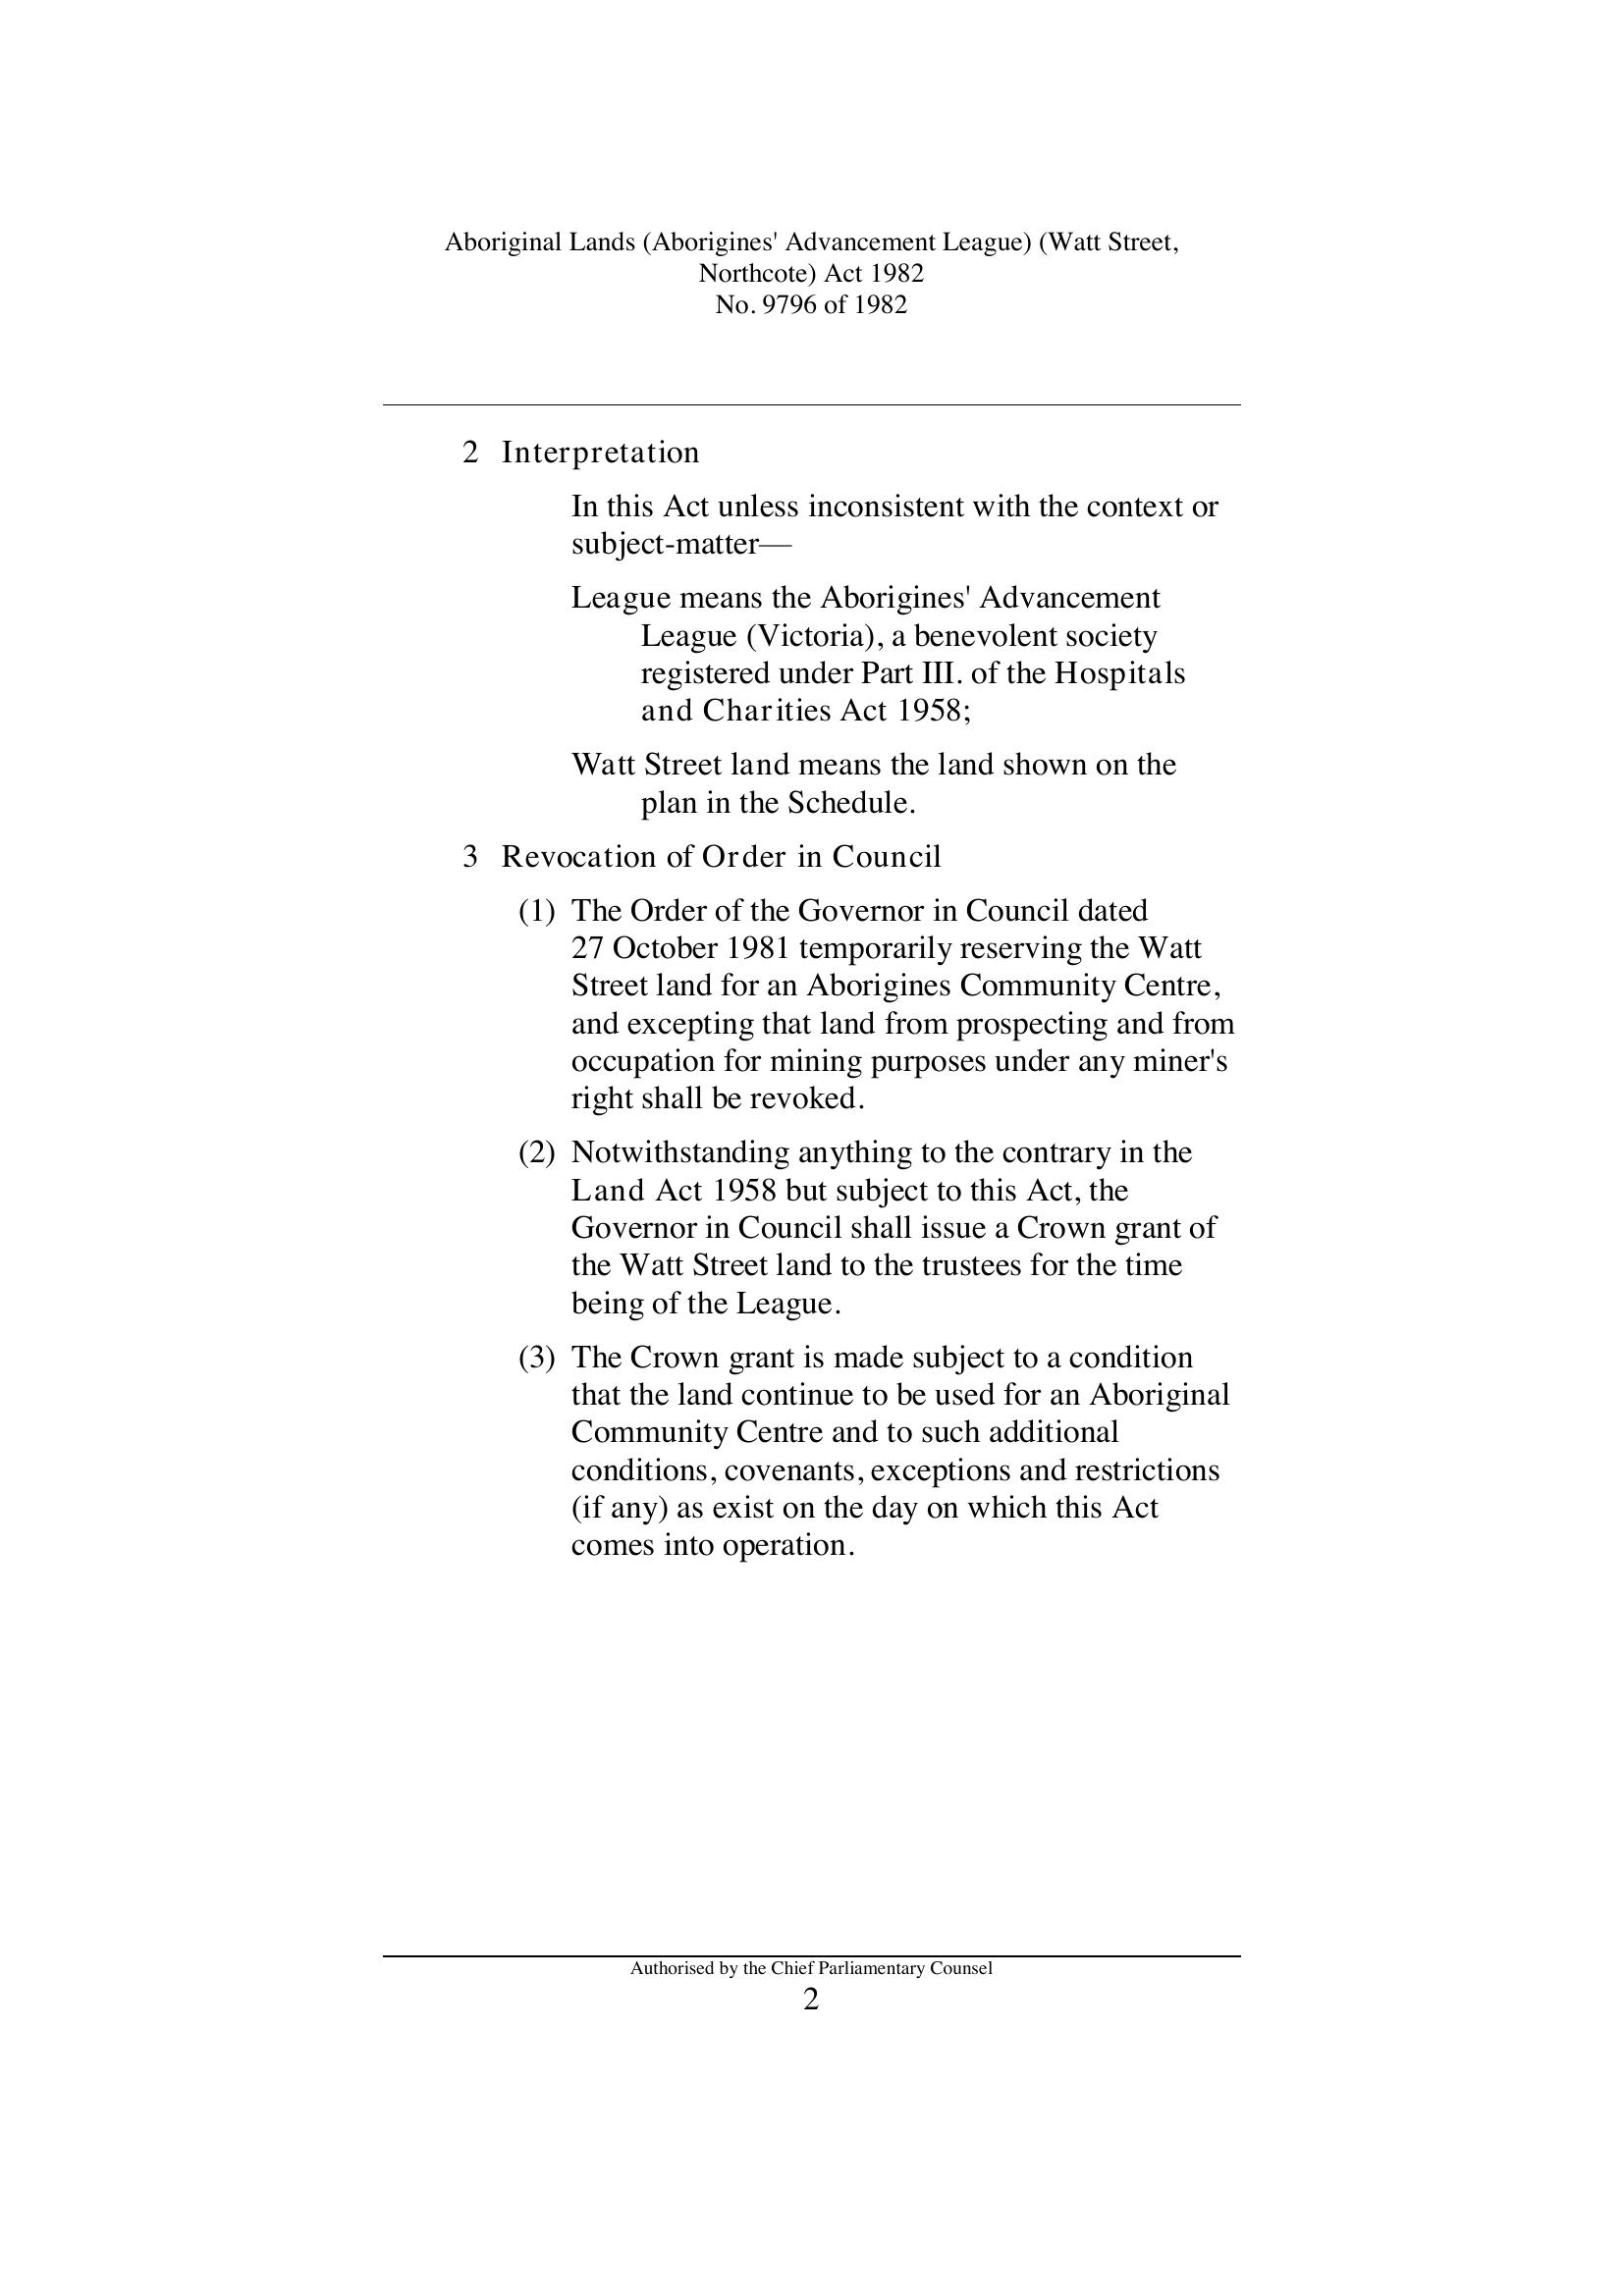 Aboriginal Lands (Aborigines' Advancement League) (Watt Street,
Northcote) Act 1982
No. 9796 of 1982
2 Interpretation
In this Act unless inconsistent with the context or
subject-matter—
League means the Aborigines' Advancement
League (Victoria), a benevolent society
registered under Part III. of the Hospitals
and Charities Act 1958;
Watt Street land means the land shown on the
plan in the Schedule.
3 Revocation of Order in Council
(1) The Order of the Governor in Council dated
27 October 1981 temporarily reserving the Watt
Street land for an Aborigines Community Centre,
and excepting that land from prospecting and from
occupation for mining purposes under any miner's
right shall be revoked.
(2) Notwithstanding anything to the contrary in the
Land Act 1958 but subject to this Act, the
Governor in Council shall issue a Crown grant of
the Watt Street land to the trustees for the time
being of the League.
(3) The Crown grant is made subject to a condition
that the land continue to be used for an Aboriginal
Community Centre and to such additional
conditions, covenants, exceptions and restrictions
(if any) as exist on the day on which this Act
comes into operation.
Authorised by the Chief Parliamentary Counsel
2